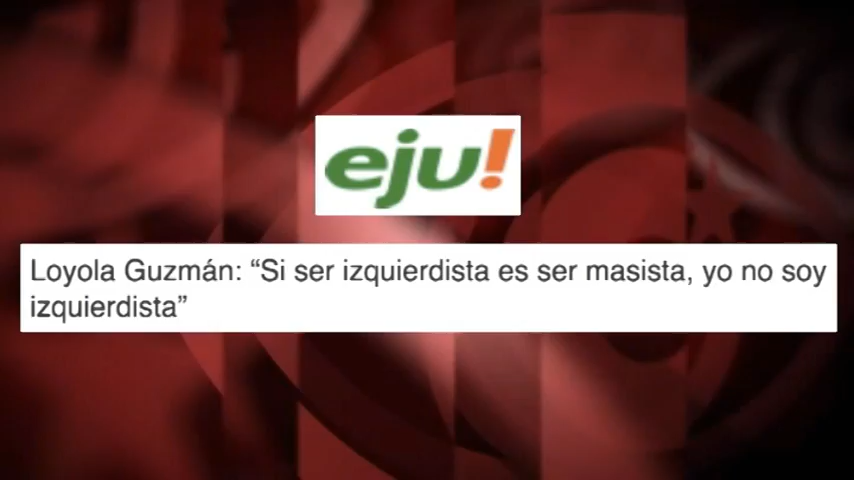 eju!
Loyola Guzmán: “Si ser izquierdista es ser masista, yo no soy
izquierdista”